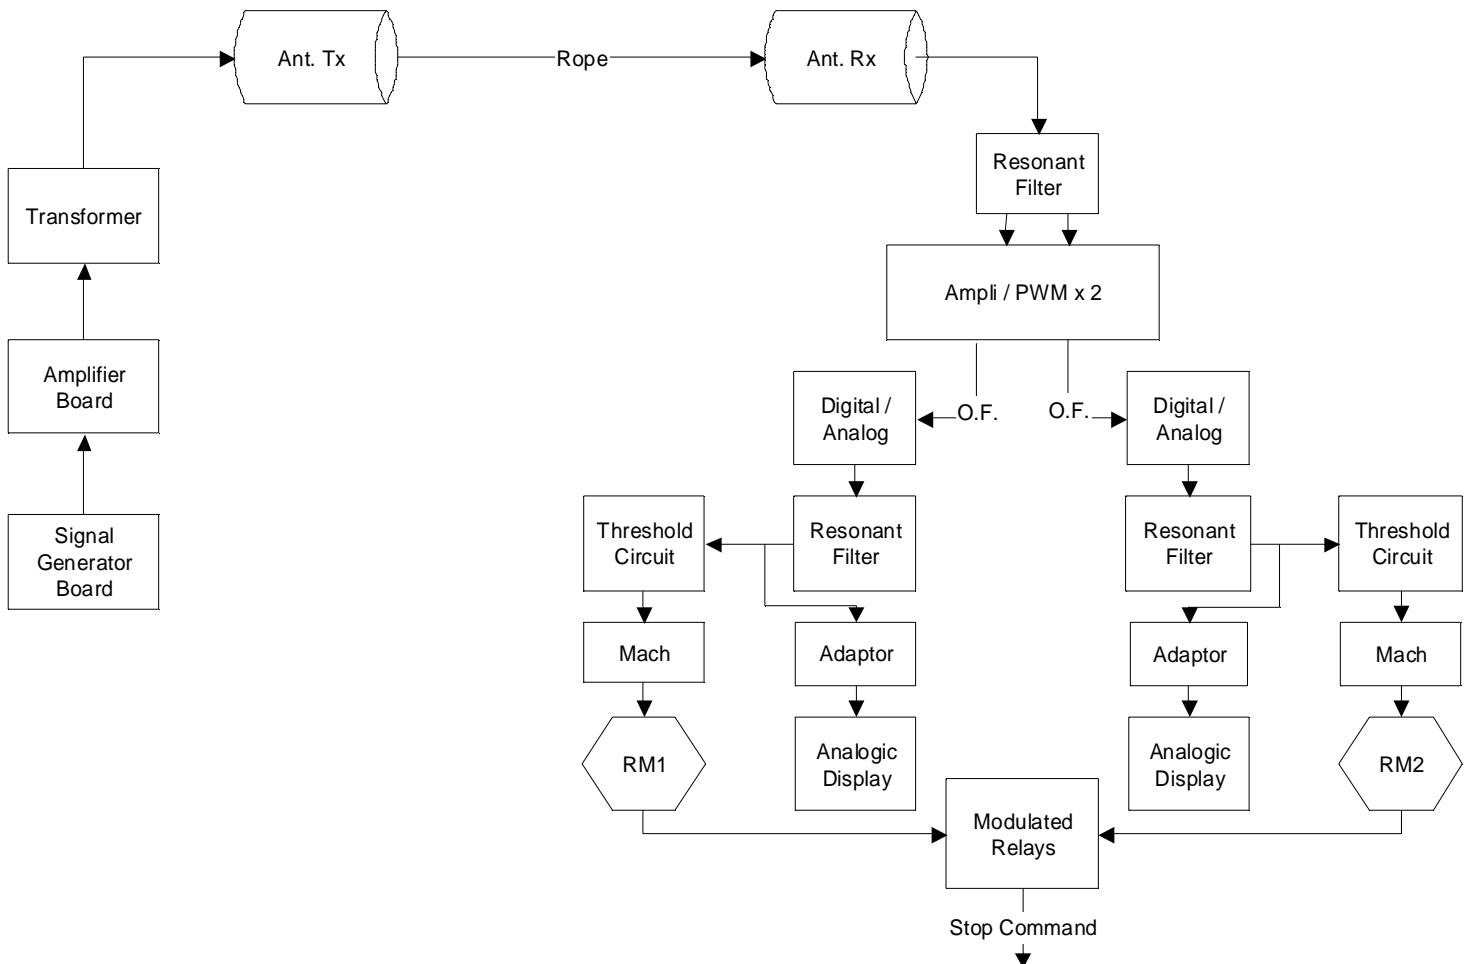 Ant. Tx
Rope
Ant. Rx
Resonant
Filter
Transformer
Ampli / PWM x 2
Amplifier
Board
Digital /
Analog
O.F.
O.F.
Digital /
Analog
Signal
Generator
Board
Threshold
Circuit
Resonant
Filter
Resonant
Filter
Threshold
Circuit
Mach
Adaptor
Adaptor
Mach
RM1
Analogic
Display
Analogic
Display
RM2
Modulated
Relays
Stop Command